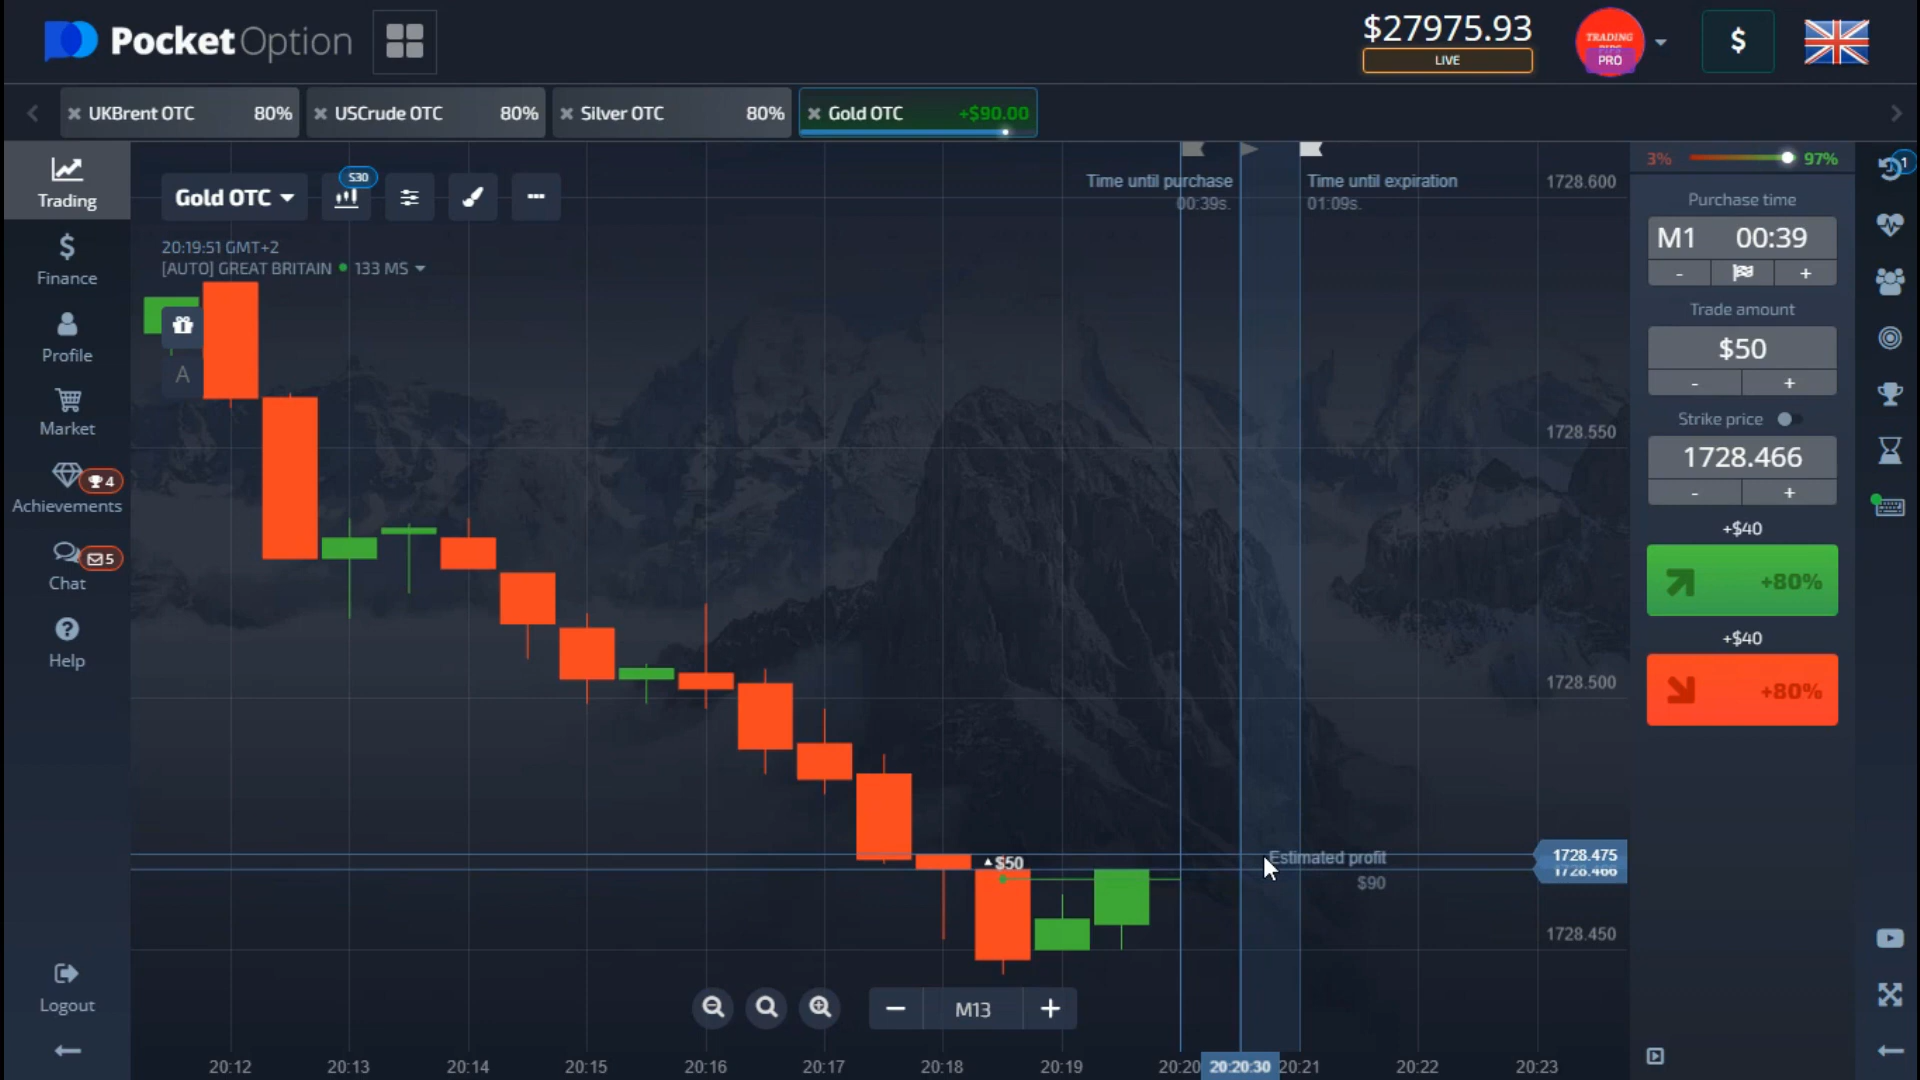 PocketOption
$27975.93
LIVE
TRADING
PRO
$
UKBrent OTC 80%
USCrude OTC 80%
Silver OTC 80%
Gold OTC +$90.00
Trading
Finance
Profile
Market
Achievements
4
Chat
5
Help
Logout
Gold OTC
S30
20:19:51 GMT+2
[AUTO] GREAT BRITAIN 133 MS
A
Time until purchase
00:39s.
Time until expiration
01:09s.
1728.600
1728.550
1728.500
1728.450
1728.475
1728.466
$50
Estimated profit
$90
M13
20:12 20:13 20:14 20:15 20:16 20:17 20:18 20:19 20:20 20:20:30 20:21 20:22 20:23
3% 97%
Purchase time
M1 00:39
- +
Trade amount
$50
- +
Strike price
1728.466
- +
+$40
+80%
+$40
+80%
1